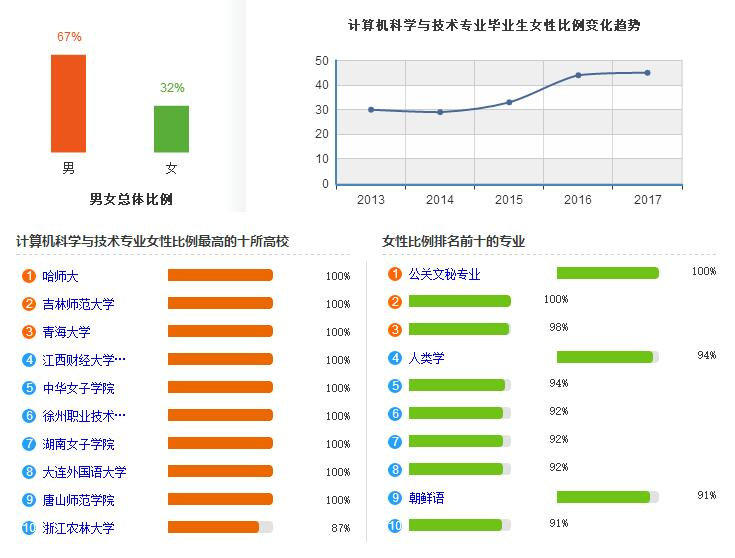 67%
32%
男
女
男女总体比例
计算机科学与技术专业毕业生女性比例变化趋势
50
40
30
20
10
0
2013 2014 2015 2016 2017
计算机科学与技术专业女性比例最高的十所高校
1 哈师大 100%
2 吉林师范大学 100%
3 青海大学 100%
4 江西财经大学… 100%
5 中华女子学院 100%
6 徐州职业技术… 100%
7 湖南女子学院 100%
8 大连外国语大学 100%
9 唐山师范学院 100%
10 浙江农林大学 87%
女性比例排名前十的专业
1 公关文秘专业 100%
2 100%
3 98%
4 人类学 94%
5 94%
6 92%
7 92%
8 92%
9 朝鲜语 91%
10 91%